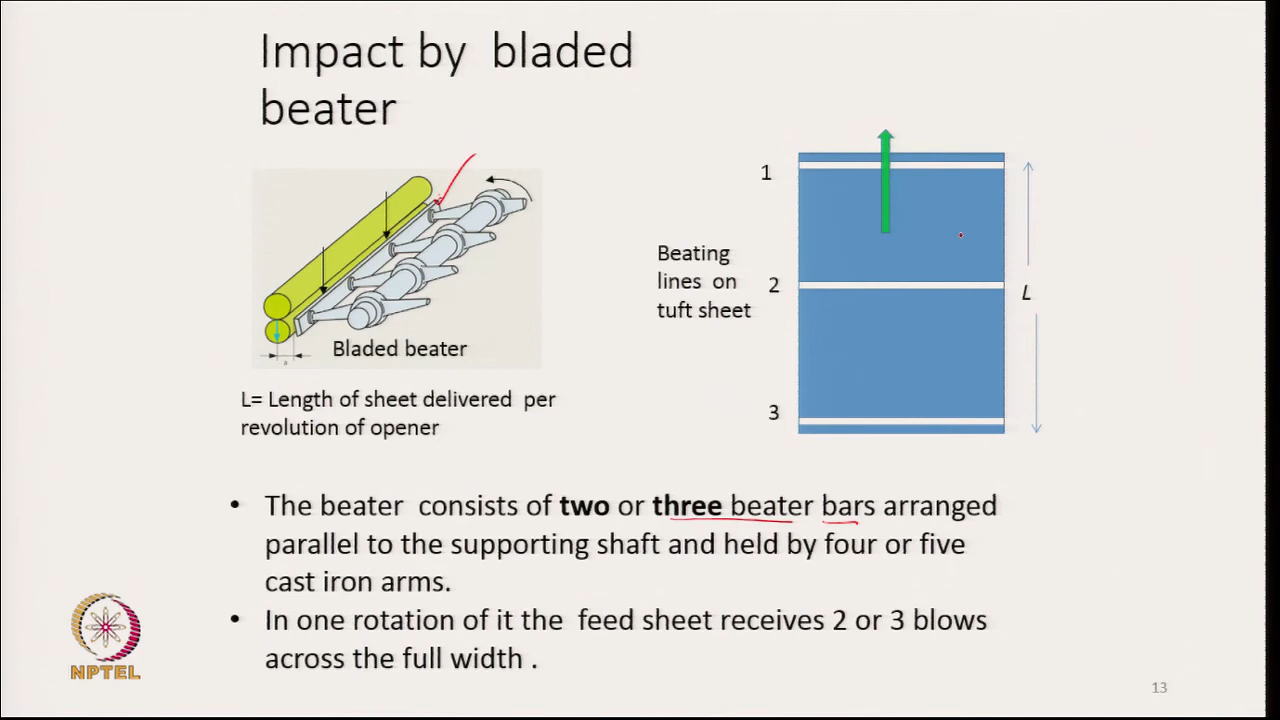 Impact by bladed
beater
1
Beating
lines on
tuft sheet
2
L
3
a
Bladed beater
L= Length of sheet delivered per
revolution of opener
• The beater consists of two or three beater bars arranged
parallel to the supporting shaft and held by four or five
cast iron arms.
• In one rotation of it the feed sheet receives 2 or 3 blows
across the full width .
NPTEL
13